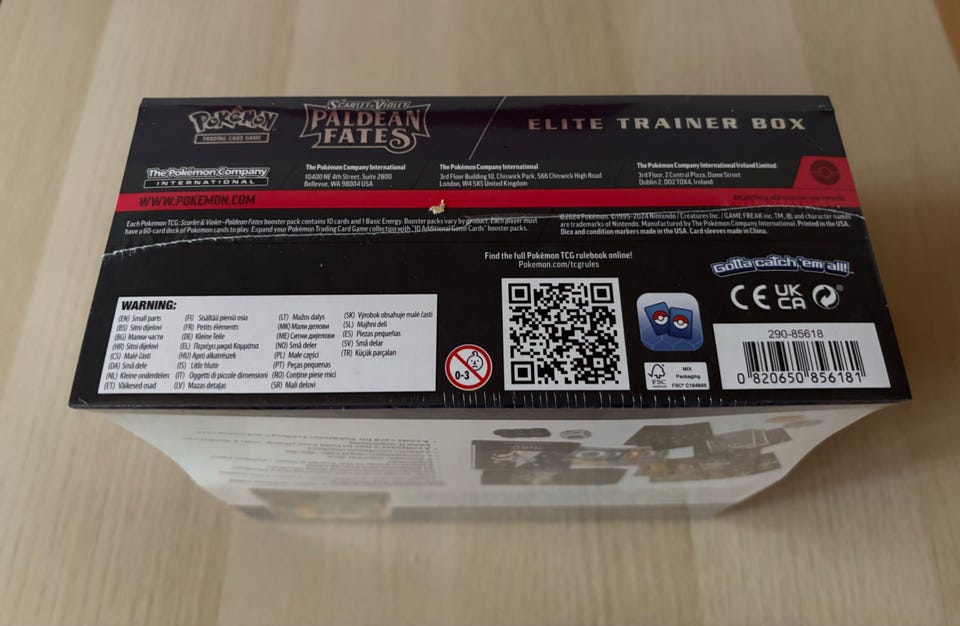 POKéMON
TRADING CARD GAME
SCARLET & VIOLET
PALDEAN
FATES
ELITE TRAINER BOX
The Pokémon Company
INTERNATIONAL
The Pokémon Company International
10400 NE 4th Street, Suite 2800
Bellevue, WA 98004 USA
The Pokémon Company International
3rd Floor Building 10, Chiswick Park, 566 Chiswick High Road
London, W4 5XS United Kingdom
The Pokémon Company International Ireland Limited
3rd Floor, 2 Central Plaza, Dame Street
Dublin 2, D02 T0X4, Ireland
WWW.POKEMON.COM
Retain these addresses for your records.
Each Pokémon TCG: Scarlet & Violet–Paldean Fates booster pack contains 10 cards and 1 Basic Energy. Booster packs vary by product. Each player must
have a 60-card deck of Pokémon cards to play. Expand your Pokémon Trading Card Game collection with "10 Additional Game Cards" booster packs.
©2024 Pokémon. ©1995–2024 Nintendo / Creatures Inc. / GAME FREAK inc. TM, ®, and character names
are trademarks of Nintendo. Manufactured by The Pokémon Company International. Printed in the USA.
Dice and condition markers made in the USA. Card sleeves made in China.
Find the full Pokémon TCG rulebook online!
Pokemon.com/tcgrules
Gotta catch 'em all!™
CE UK
CA
WARNING:
(EN) Small parts
(BS) Sitni dijelovi
(BG) Малки части
(HR) Sitni dijelovi
(CS) Malé části
(DA) Små dele
(NL) Kleine onderdelen
(ET) Väikesed osad
(FI) Sisältää pieniä osia
(FR) Petits éléments
(DE) Kleine Teile
(EL) Περιέχει μικρά Κομμάτια
(HU) Apró alkatrészek
(IS) Litlir hlutir
(IT) Oggetti di piccole dimensioni
(LV) Mazas detaļas
(LT) Mažos dalys
(MK) Мали делови
(ME) Ситни дјелови
(NO) Små deler
(PL) Małe części
(PT) Peças pequenas
(RO) Conține piese mici
(SR) Mali delovi
(SK) Výrobok obsahuje malé časti
(SL) Majhni deli
(ES) Piezas pequeñas
(SV) Små delar
(TR) Küçük parçaları
0-3
FSC
www.fsc.org
MIX
Packaging
FSC® C164845
290-85618
0 820650 856181